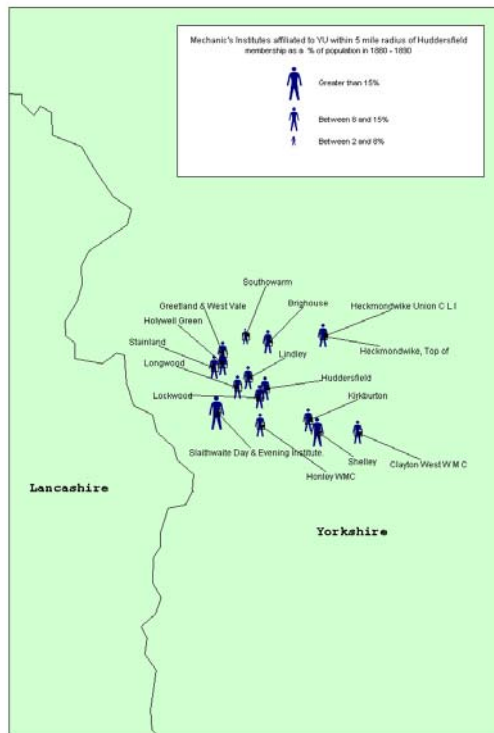 Mechanic's Institutes affiliated to YU within 5 mile radius of Huddersfield
membership as a % of population in 1880 - 1890
Greater than 15%
Between 8 and 15%
Between 2 and 8%
Southowarm
Greetland & West Vale
Brighouse
Heckmondwike Union C L I
Holywell Green
Stainland
Lindley
Heckmondwike, Top of
Longwood
Huddersfield
Lockwood
Kirkburton
Slaithwaite Day & Evening Institute.
Shelley
Clayton West W M C
Honley WMC
Lancashire
Yorkshire